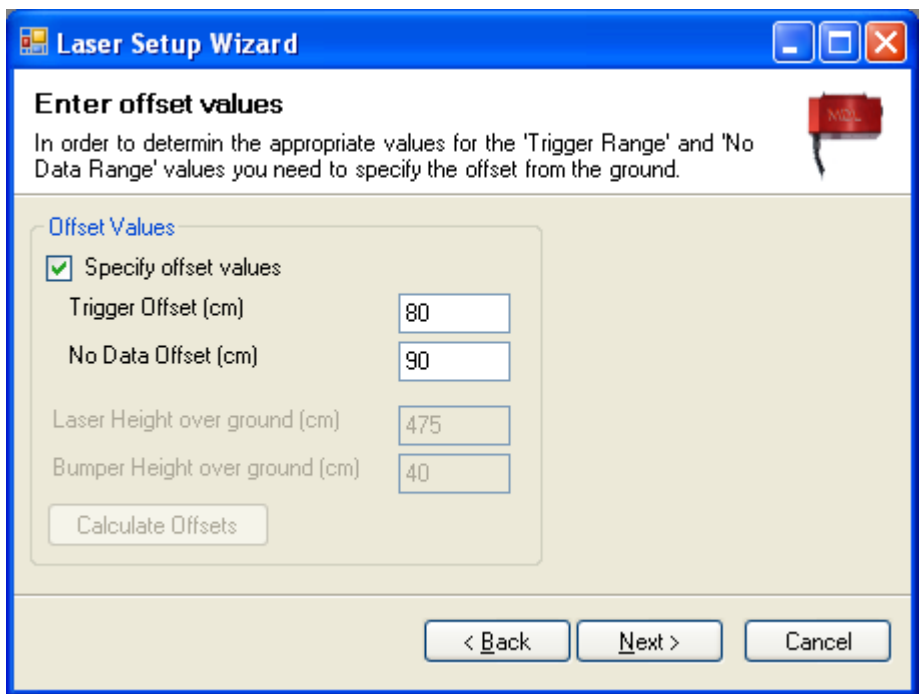 Laser Setup Wizard
Enter offset values
In order to determin the appropriate values for the 'Trigger Range' and 'No
Data Range' values you need to specify the offset from the ground.
MDL
Offset Values
Specify offset values
Trigger Offset (cm) 80
No Data Offset (cm) 90
Laser Height over ground (cm) 475
Bumper Height over ground (cm) 40
Calculate Offsets
< Back Next > Cancel